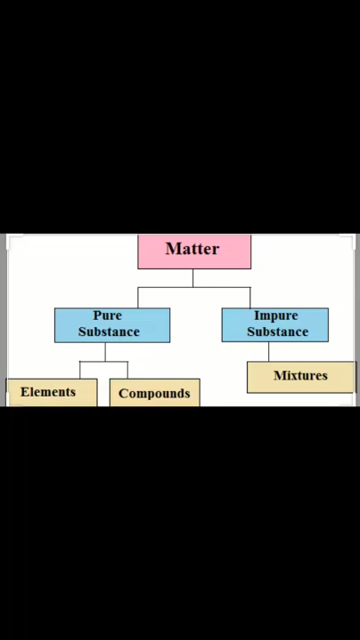 Matter
Pure
Substance
Impure
Substance
Mixtures
Elements
Compounds